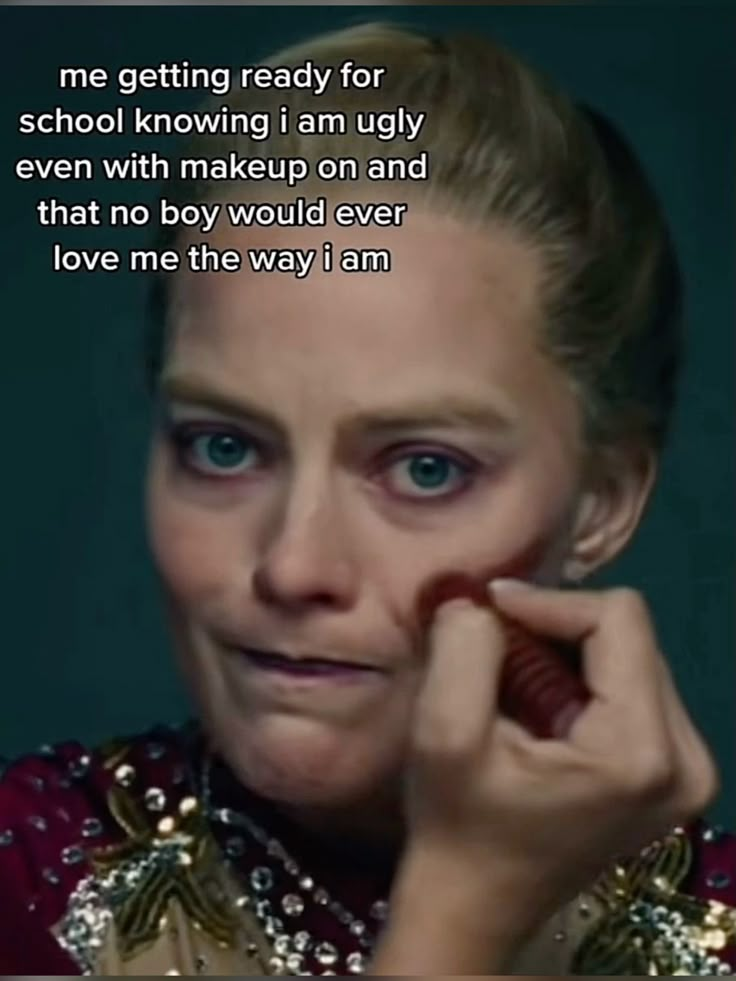 me getting ready for
school knowing i am ugly
even with makeup on and
that no boy would ever
love me the way i am